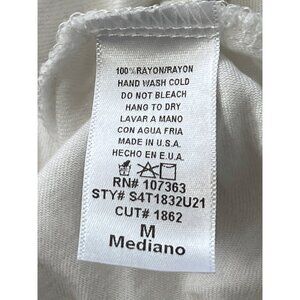 100% RAYON/RAYON
HAND WASH COLD
DO NOT BLEACH
HANG TO DRY
LAVAR A MANO
CON AGUA FRIA
MADE IN U.S.A.
HECHO EN E.U.A.
RN# 107363
STY# S4T1832U21
CUT# 1862
M
Mediano